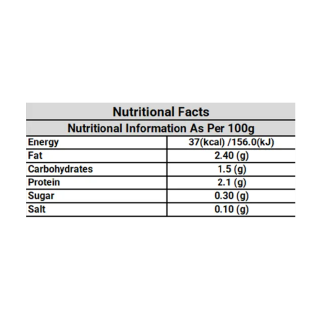 Nutritional Facts
Nutritional Information As Per 100g
Energy 37(kcal) /156.0(kJ)
Fat 2.40 (g)
Carbohydrates 1.5 (g)
Protein 2.1 (g)
Sugar 0.30 (g)
Salt 0.10 (g)